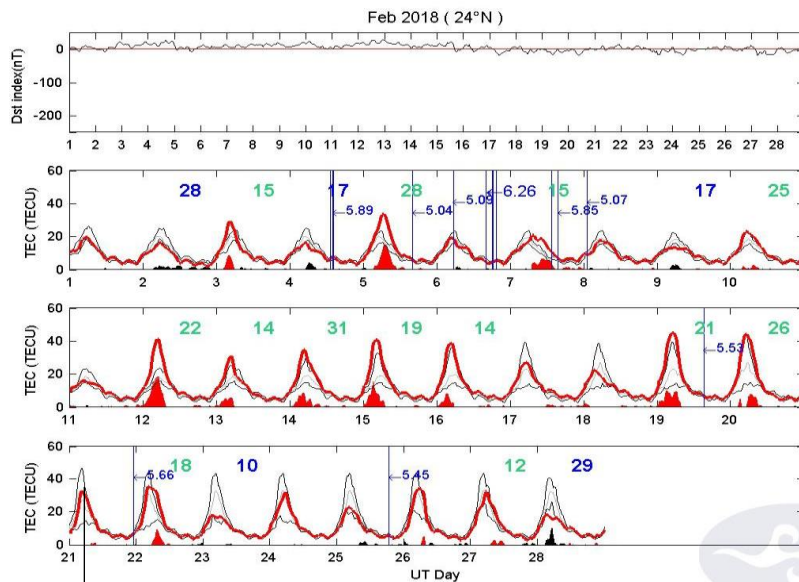 Feb 2018 ( 24°N )
Dst index(nT)
0
-100
-200
1 2 3 4 5 6 7 8 9 10 11 12 13 14 15 16 17 18 19 20 21 22 23 24 25 26 27 28
TEC (TECU)
60
40
20
0
28 15 17 28 15 17 25
←5.89 ←5.04 ←5.09 ←6.26 ←5.85 ←5.07
1 2 3 4 5 6 7 8 9 10
TEC (TECU)
60
40
20
0
22 14 31 19 14 21 26
←5.53
11 12 13 14 15 16 17 18 19 20
TEC (TECU)
60
40
20
0
18 10 12 29
←5.66 ←5.45
21 22 23 24 25 26 27 28
UT Day